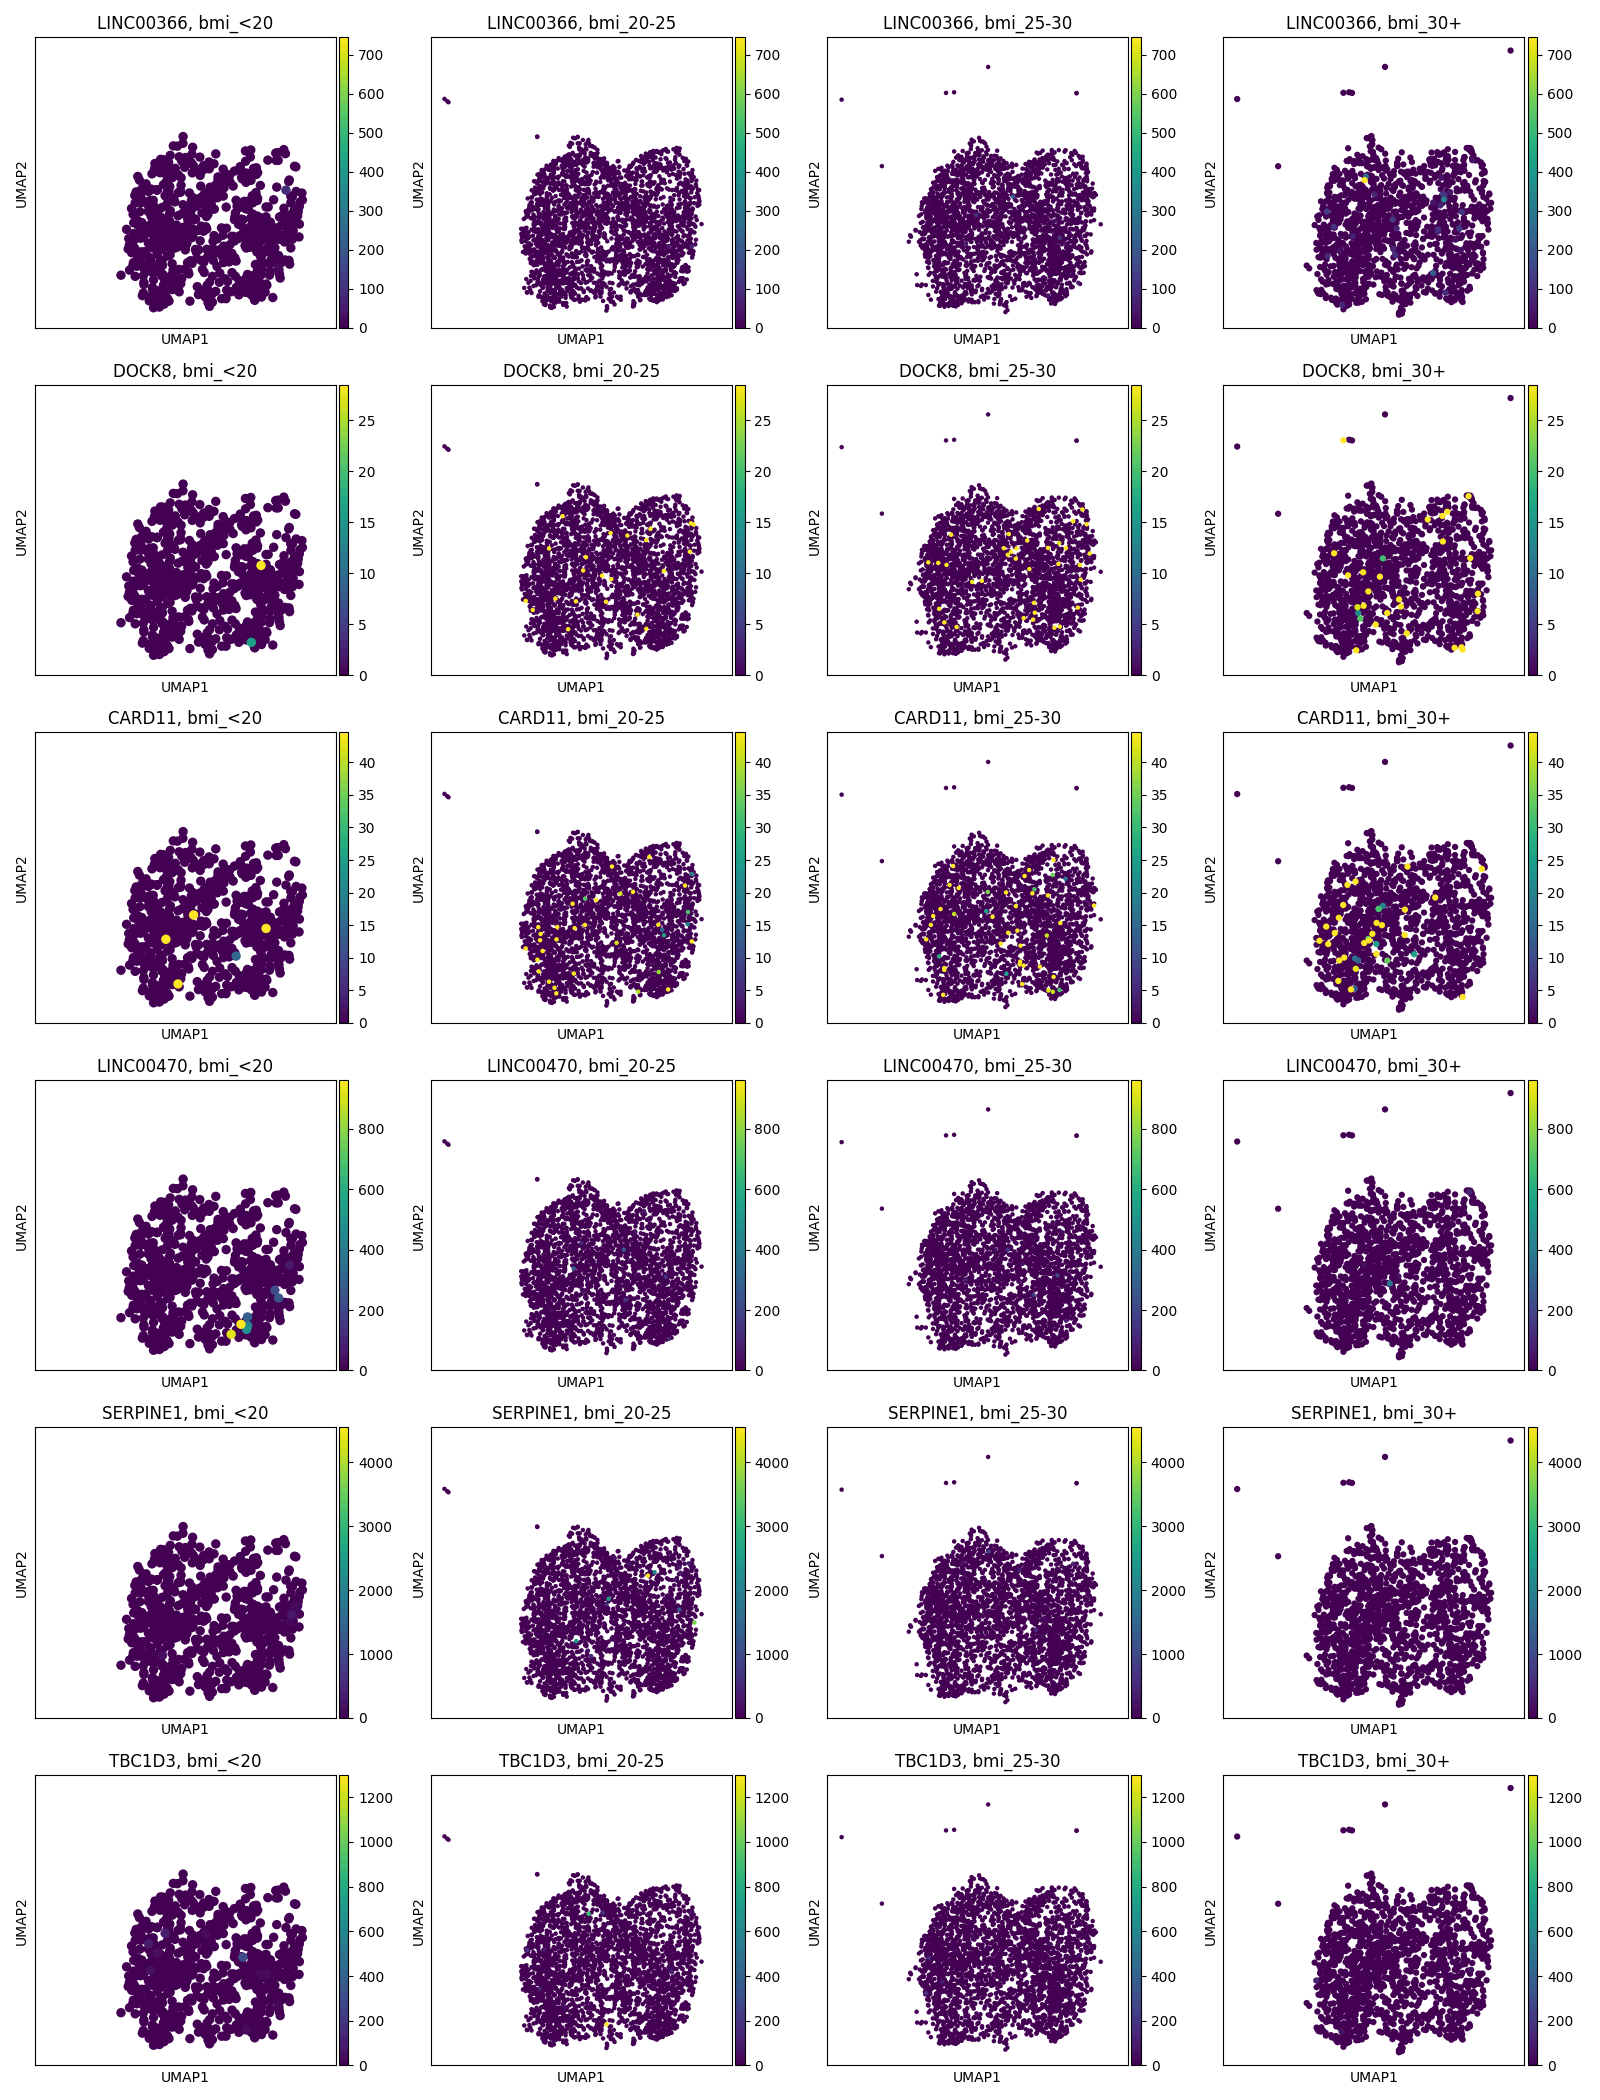 LINC00366, bmi_<20
LINC00366, bmi_20-25
LINC00366, bmi_25-30
LINC00366, bmi_30+
700
600
500
400
300
200
100
0
700
600
500
400
300
200
100
0
700
600
500
400
300
200
100
0
700
600
500
400
300
200
100
0
UMAP2
UMAP2
UMAP2
UMAP2
UMAP1
UMAP1
UMAP1
UMAP1
DOCK8, bmi_<20
DOCK8, bmi_20-25
DOCK8, bmi_25-30
DOCK8, bmi_30+
25
20
15
10
5
0
25
20
15
10
5
0
25
20
15
10
5
0
25
20
15
10
5
0
UMAP2
UMAP2
UMAP2
UMAP2
UMAP1
UMAP1
UMAP1
UMAP1
CARD11, bmi_<20
CARD11, bmi_20-25
CARD11, bmi_25-30
CARD11, bmi_30+
40
35
30
25
20
15
10
5
0
40
35
30
25
20
15
10
5
0
40
35
30
25
20
15
10
5
0
40
35
30
25
20
15
10
5
0
UMAP2
UMAP2
UMAP2
UMAP2
UMAP1
UMAP1
UMAP1
UMAP1
LINC00470, bmi_<20
LINC00470, bmi_20-25
LINC00470, bmi_25-30
LINC00470, bmi_30+
800
600
400
200
0
800
600
400
200
0
800
600
400
200
0
800
600
400
200
0
UMAP2
UMAP2
UMAP2
UMAP2
UMAP1
UMAP1
UMAP1
UMAP1
SERPINE1, bmi_<20
SERPINE1, bmi_20-25
SERPINE1, bmi_25-30
SERPINE1, bmi_30+
4000
3000
2000
1000
0
4000
3000
2000
1000
0
4000
3000
2000
1000
0
4000
3000
2000
1000
0
UMAP2
UMAP2
UMAP2
UMAP2
UMAP1
UMAP1
UMAP1
UMAP1
TBC1D3, bmi_<20
TBC1D3, bmi_20-25
TBC1D3, bmi_25-30
TBC1D3, bmi_30+
1200
1000
800
600
400
200
0
1200
1000
800
600
400
200
0
1200
1000
800
600
400
200
0
1200
1000
800
600
400
200
0
UMAP2
UMAP2
UMAP2
UMAP2
UMAP1
UMAP1
UMAP1
UMAP1